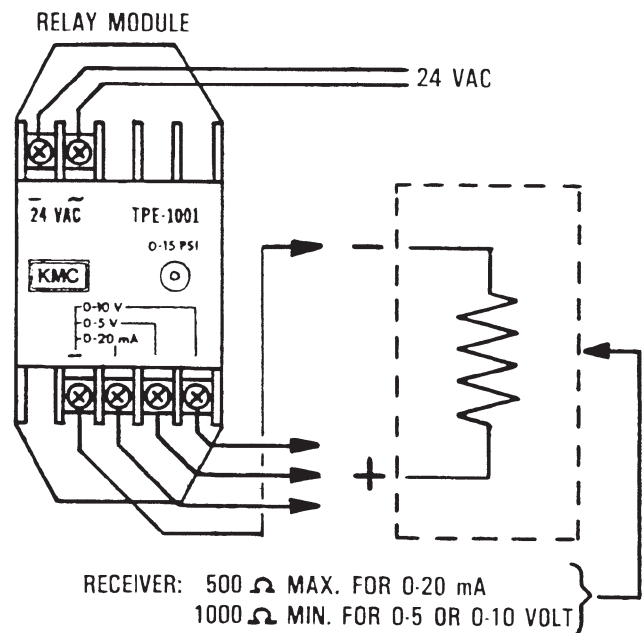 RELAY MODULE
24 VAC
24 VAC TPE-1001
0-15 PSI
KMC
0-10 V
0-5 V
0-20 mA
−
+
RECEIVER: 500 Ω MAX. FOR 0-20 mA
1000 Ω MIN. FOR 0-5 OR 0-10 VOLT